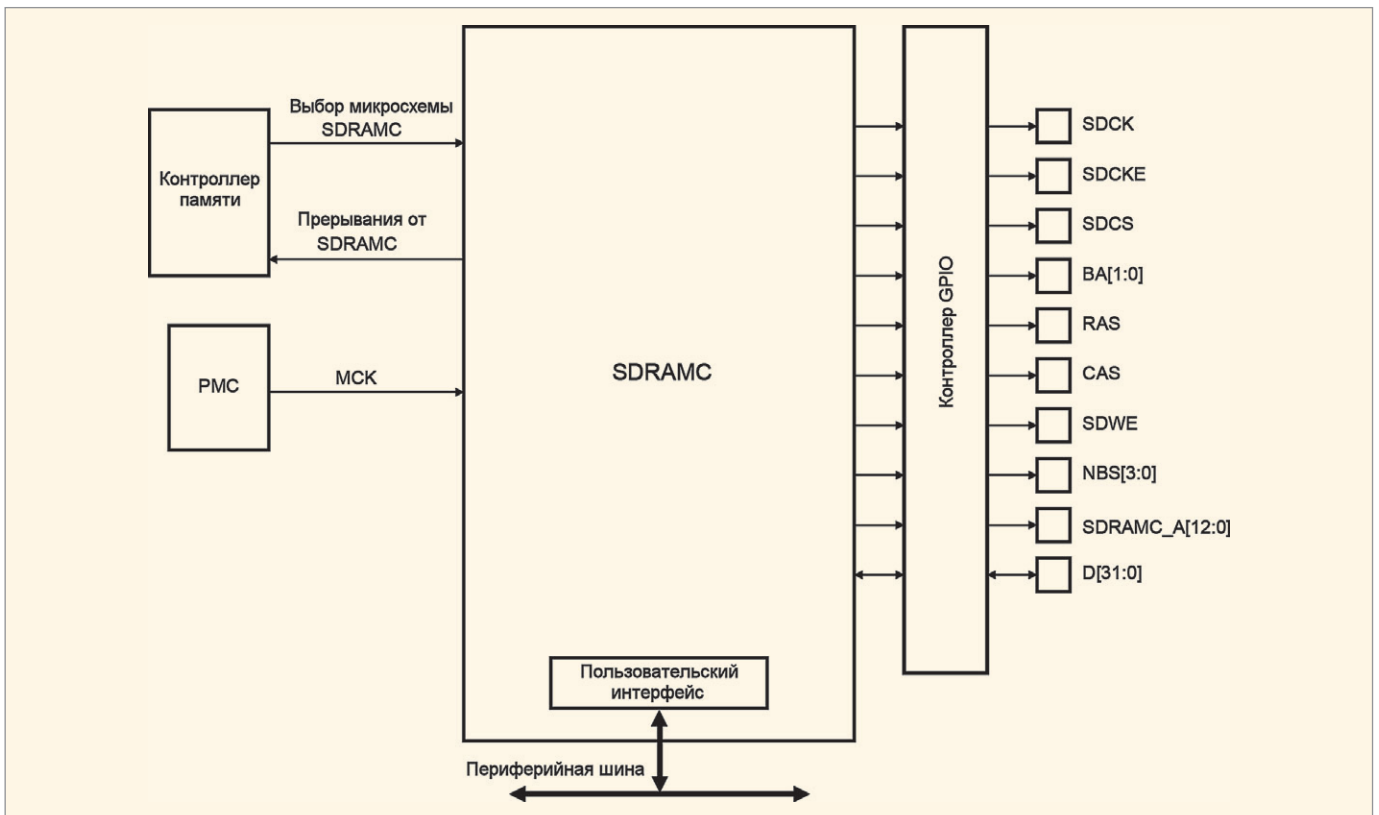 Выбор микросхемы
SDRAMC
Контроллер
памяти
Прерывания от
SDRAMC
PMC
MCK
SDRAMC
Пользовательский
интерфейс
Периферийная шина
Контроллер GPIO
SDCK
SDCKE
SDCS
BA[1:0]
RAS
CAS
SDWE
NBS[3:0]
SDRAMC_A[12:0]
D[31:0]